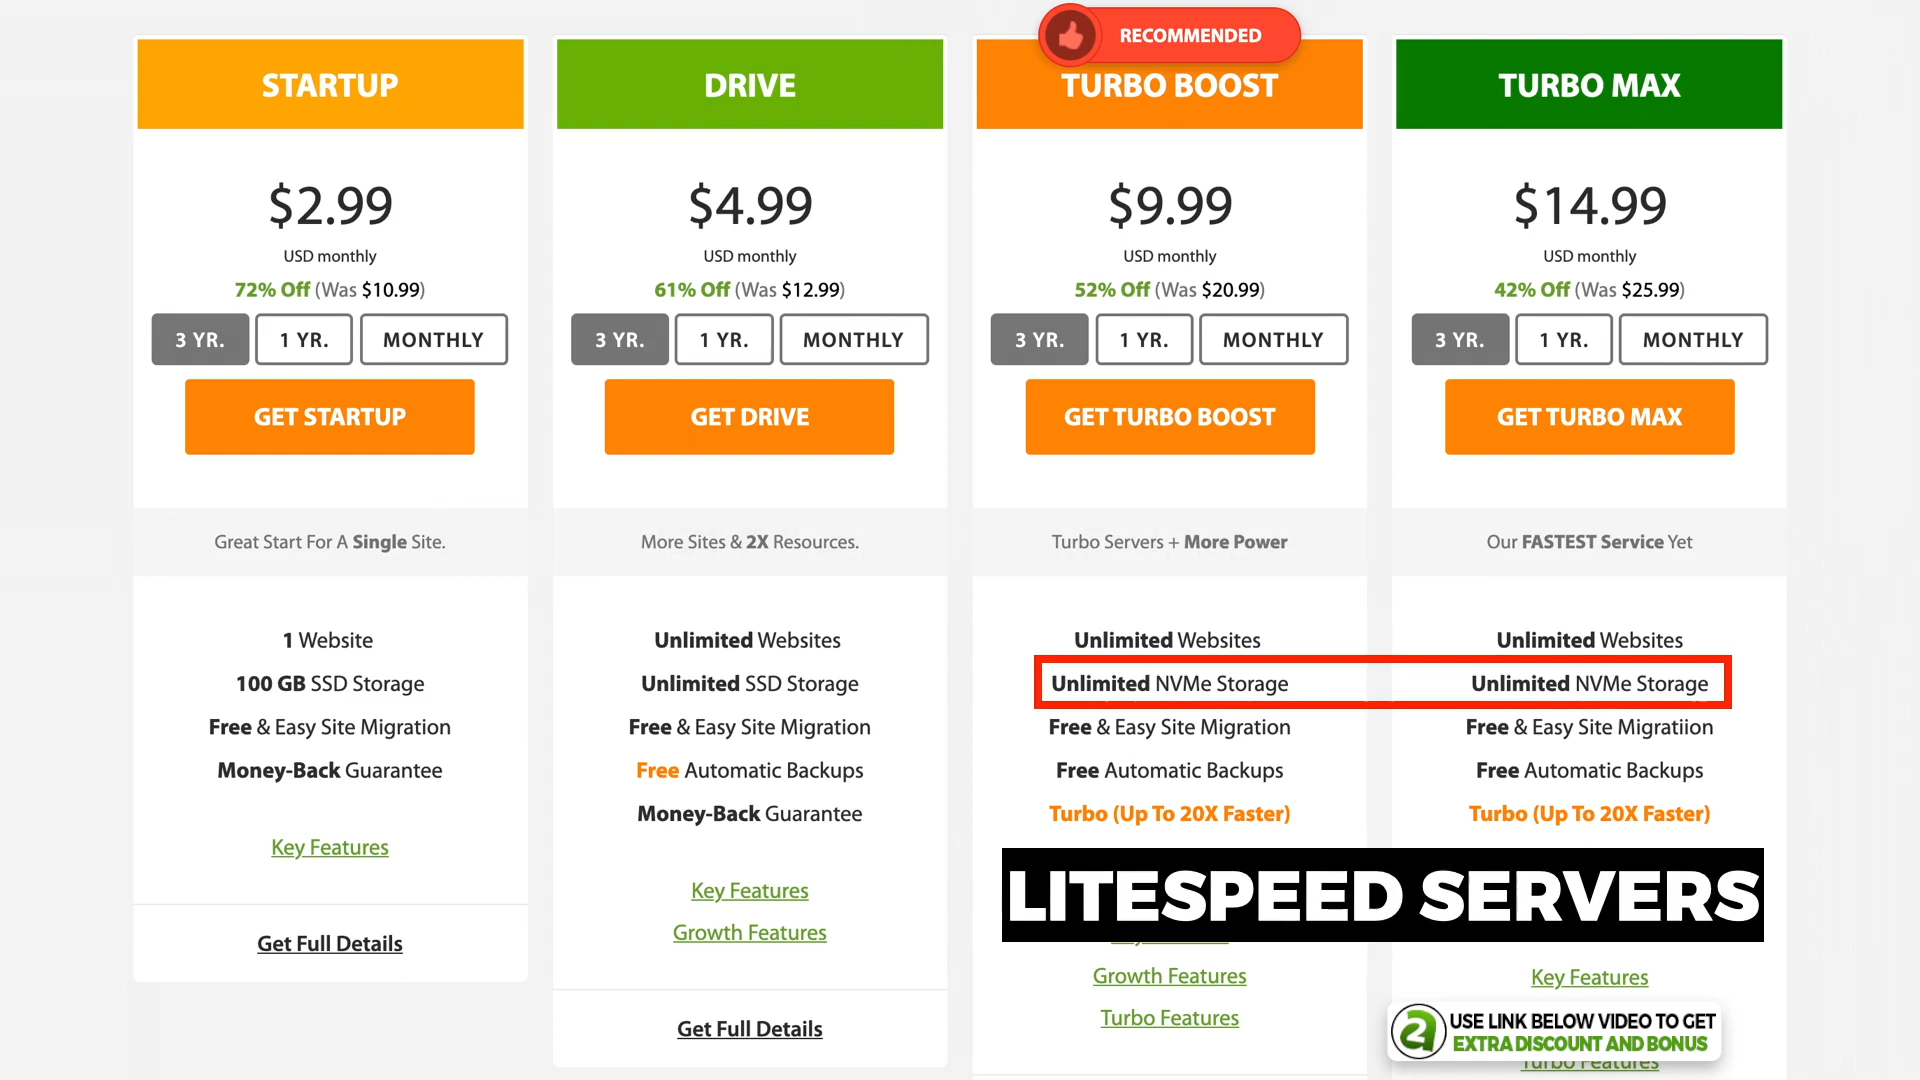 RECOMMENDED
STARTUP
$2.99
USD monthly
72% Off (Was $10.99)
3 YR. 1 YR. MONTHLY
GET STARTUP
Great Start For A Single Site.
1 Website
100 GB SSD Storage
Free & Easy Site Migration
Money-Back Guarantee
Key Features
Get Full Details
DRIVE
$4.99
USD monthly
61% Off (Was $12.99)
3 YR. 1 YR. MONTHLY
GET DRIVE
More Sites & 2X Resources.
Unlimited Websites
Unlimited SSD Storage
Free & Easy Site Migration
Free Automatic Backups
Money-Back Guarantee
Key Features
Growth Features
Get Full Details
TURBO BOOST
$9.99
USD monthly
52% Off (Was $20.99)
3 YR. 1 YR. MONTHLY
GET TURBO BOOST
Turbo Servers + More Power
Unlimited Websites
Unlimited NVMe Storage
Free & Easy Site Migration
Free Automatic Backups
Turbo (Up To 20X Faster)
Growth Features
Turbo Features
TURBO MAX
$14.99
USD monthly
42% Off (Was $25.99)
3 YR. 1 YR. MONTHLY
GET TURBO MAX
Our FASTEST Service Yet
Unlimited Websites
Unlimited NVMe Storage
Free & Easy Site Migratiion
Free Automatic Backups
Turbo (Up To 20X Faster)
LITESPEED SERVERS
Key Features
USE LINK BELOW VIDEO TO GET
EXTRA DISCOUNT AND BONUS
Turbo Features